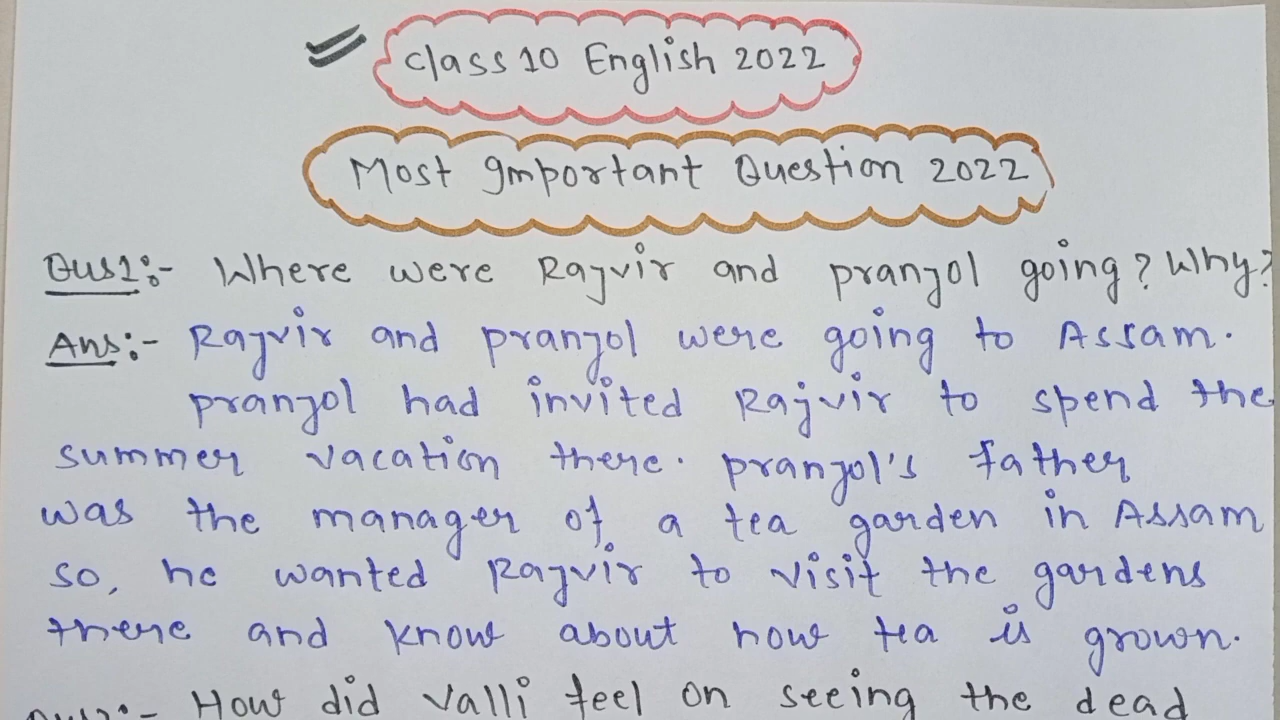 Class 10 English 2022
Most Important Question 2022
Qus1:- Where were Rajvir and pranjol going? Why?
Ans:- Rajvir and pranjol were going to Assam.
pranjol had invited Rajvir to spend the
summer vacation there. pranjol's father
was the manager of a tea garden in Assam
so, he wanted Rajvir to visit the gardens
there and know about how tea is grown.
Qus2:- How did Valli feel on seeing the dead